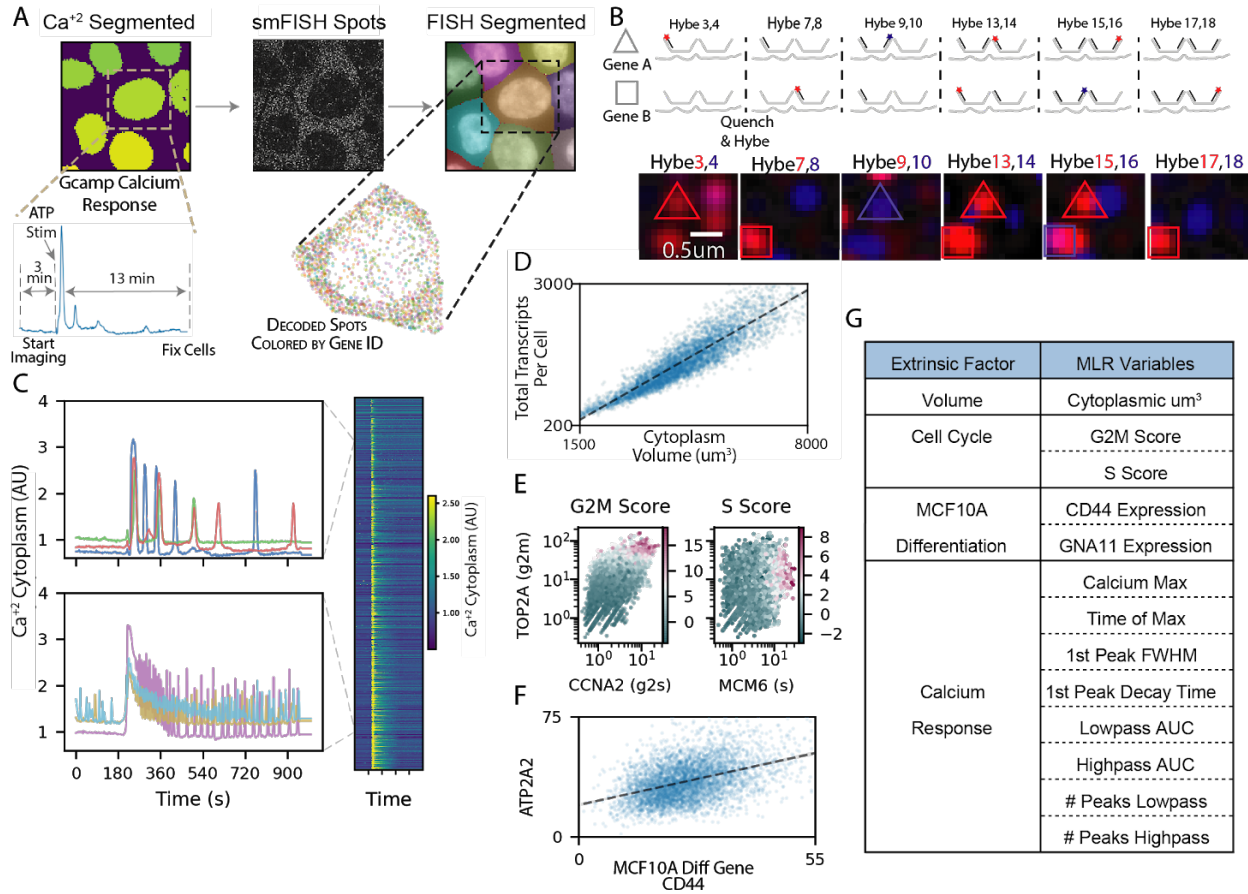 A
Ca⁺² Segmented
smFISH Spots
FISH Segmented
Gcamp Calcium
Response
ATP
Stim
3
min
13 min
Start
Imaging
Fix Cells
Decoded Spots
Colored by Gene ID
B
Hybe 3,4
Hybe 7,8
Hybe 9,10
Hybe 13,14
Hybe 15,16
Hybe 17,18
Gene A
Gene B
Quench
& Hybe
Hybe3,4
Hybe7,8
Hybe9,10
Hybe13,14
Hybe15,16
Hybe17,18
0.5um
C
Ca⁺² Cytoplasm (AU)
4
3
2
1
4
3
2
1
0
180
360
540
720
900
Time (s)
Time
2.50
2.00
1.50
1.00
Ca⁺² Cytoplasm (AU)
D
Total Transcripts
Per Cell
3000
200
1500
8000
Cytoplasm
Volume (um³)
E
G2M Score
S Score
TOP2A (g2m)
10²
10¹
10⁰
10⁰
10¹
CCNA2 (g2s)
15
10
5
0
10⁰
10¹
MCM6 (s)
8
6
4
2
0
−2
F
ATP2A2
75
0
0
55
MCF10A Diff Gene
CD44
G
Extrinsic Factor
MLR Variables
Volume
Cytoplasmic um³
Cell Cycle
G2M Score
S Score
MCF10A
CD44 Expression
Differentiation
GNA11 Expression
Calcium
Response
Calcium Max
Time of Max
1st Peak FWHM
1st Peak Decay Time
Lowpass AUC
Highpass AUC
# Peaks Lowpass
# Peaks Highpass